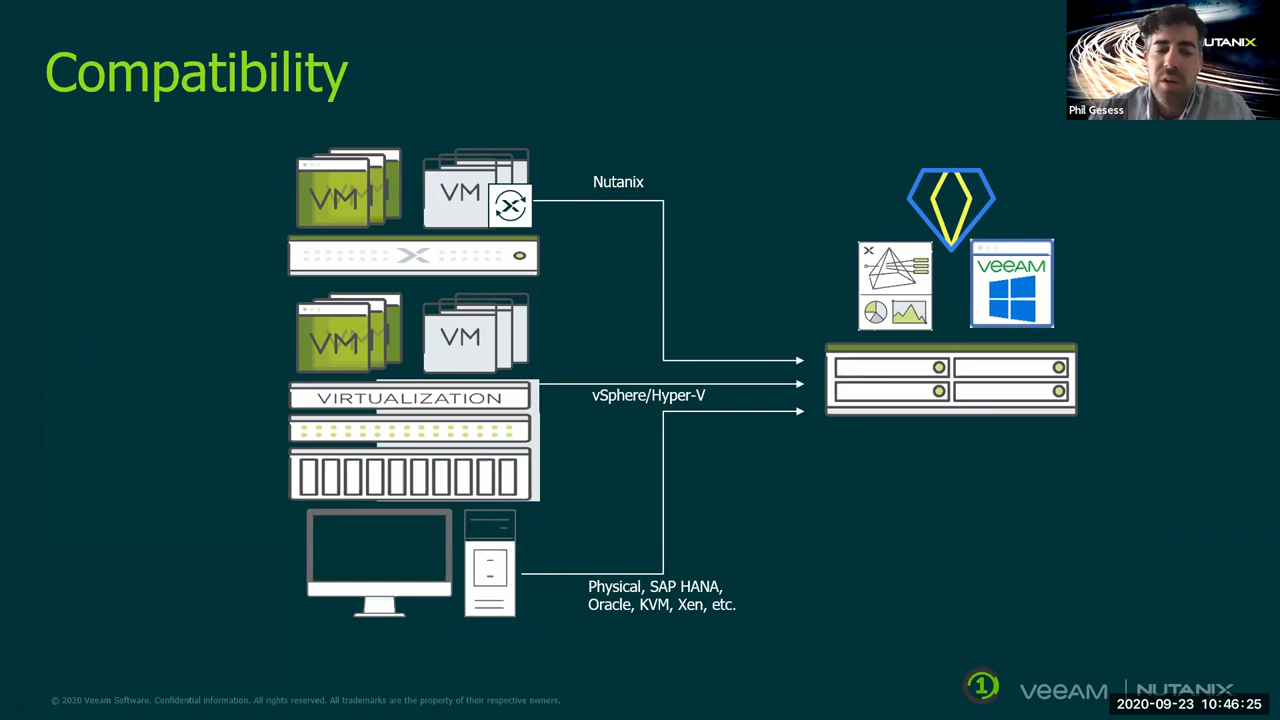 Compatibility
UTANIX
Phil Gesess
VM
VM
Nutanix
VM
VM
VIRTUALIZATION
vSphere/Hyper-V
veeAM
Physical, SAP HANA,
Oracle, KVM, Xen, etc.
© 2020 Veeam Software. Confidential information. All rights reserved. All trademarks are the property of their respective owners.
1
veeAM
NUTANIX
2020-09-23 10:46:25